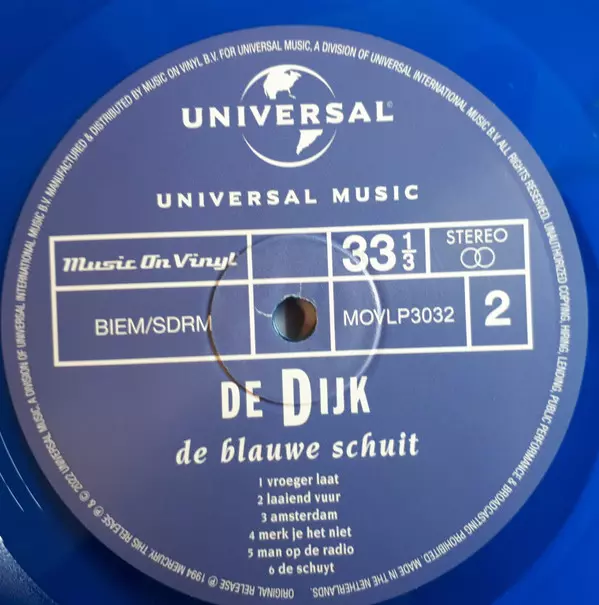 UNIVERSAL®
UNIVERSAL MUSIC
Music On Vinyl
33 1/3
STEREO
BIEM/SDRM
MOVLP3032
2
DE DIJK
de blauwe schuit
1 vroeger laat
2 laaiend vuur
3 amsterdam
4 merk je het niet
5 man op de radio
6 de schuyt
ORIGINAL RELEASE ℗ 1994 MERCURY. THIS RELEASE ℗ & © 2022 UNIVERSAL MUSIC, A DIVISION OF UNIVERSAL INTERNATIONAL MUSIC B.V. MANUFACTURED & DISTRIBUTED BY MUSIC ON VINYL B.V. FOR UNIVERSAL MUSIC, A DIVISION OF UNIVERSAL INTERNATIONAL MUSIC B.V. ALL RIGHTS RESERVED. UNAUTHORIZED COPYING, HIRING, LENDING, PUBLIC PERFORMANCE & BROADCASTING PROHIBITED. MADE IN THE NETHERLANDS.